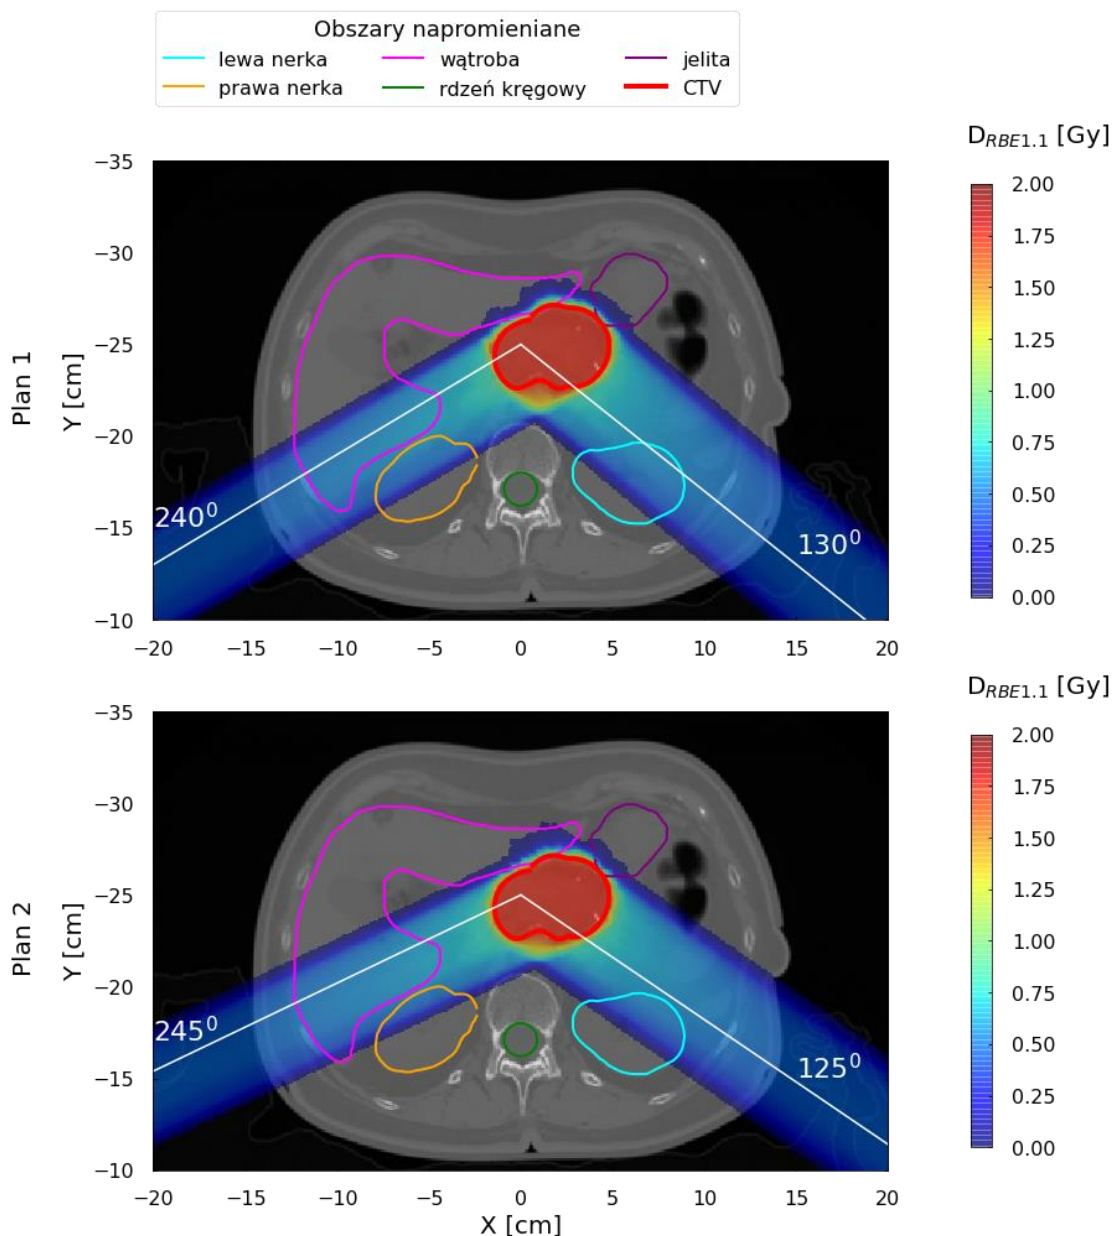 Obszary napromieniane
lewa nerka wątroba jelita
prawa nerka rdzeń kręgowy CTV
D_RBE1.1 [Gy]
−35
−30
−25
−20
−15
−10
Y [cm]
Plan 1
240⁰
130⁰
2.00
1.75
1.50
1.25
1.00
0.75
0.50
0.25
0.00
−20 −15 −10 −5 0 5 10 15 20
D_RBE1.1 [Gy]
−35
−30
−25
−20
−15
−10
Y [cm]
Plan 2
245⁰
125⁰
2.00
1.75
1.50
1.25
1.00
0.75
0.50
0.25
0.00
−20 −15 −10 −5 0 5 10 15 20
X [cm]